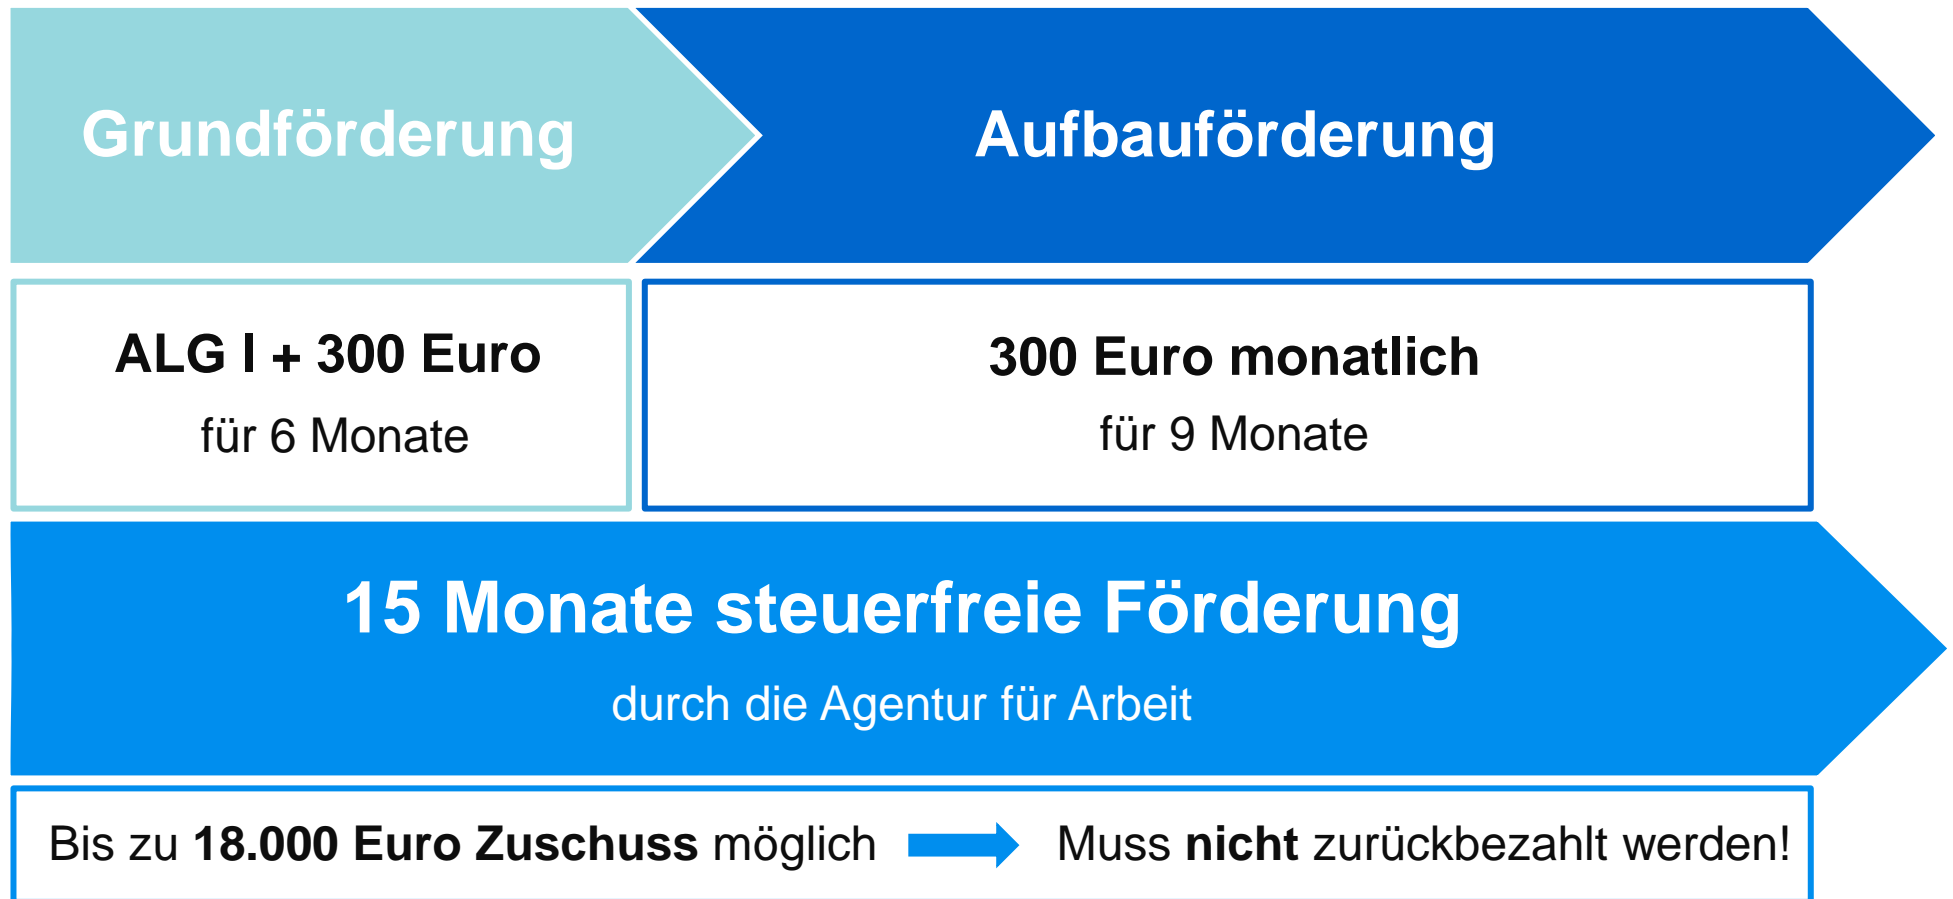 Grundförderung
Aufbauförderung
ALG I + 300 Euro
für 6 Monate
300 Euro monatlich
für 9 Monate
15 Monate steuerfreie Förderung
durch die Agentur für Arbeit
Bis zu 18.000 Euro Zuschuss möglich
Muss nicht zurückbezahlt werden!